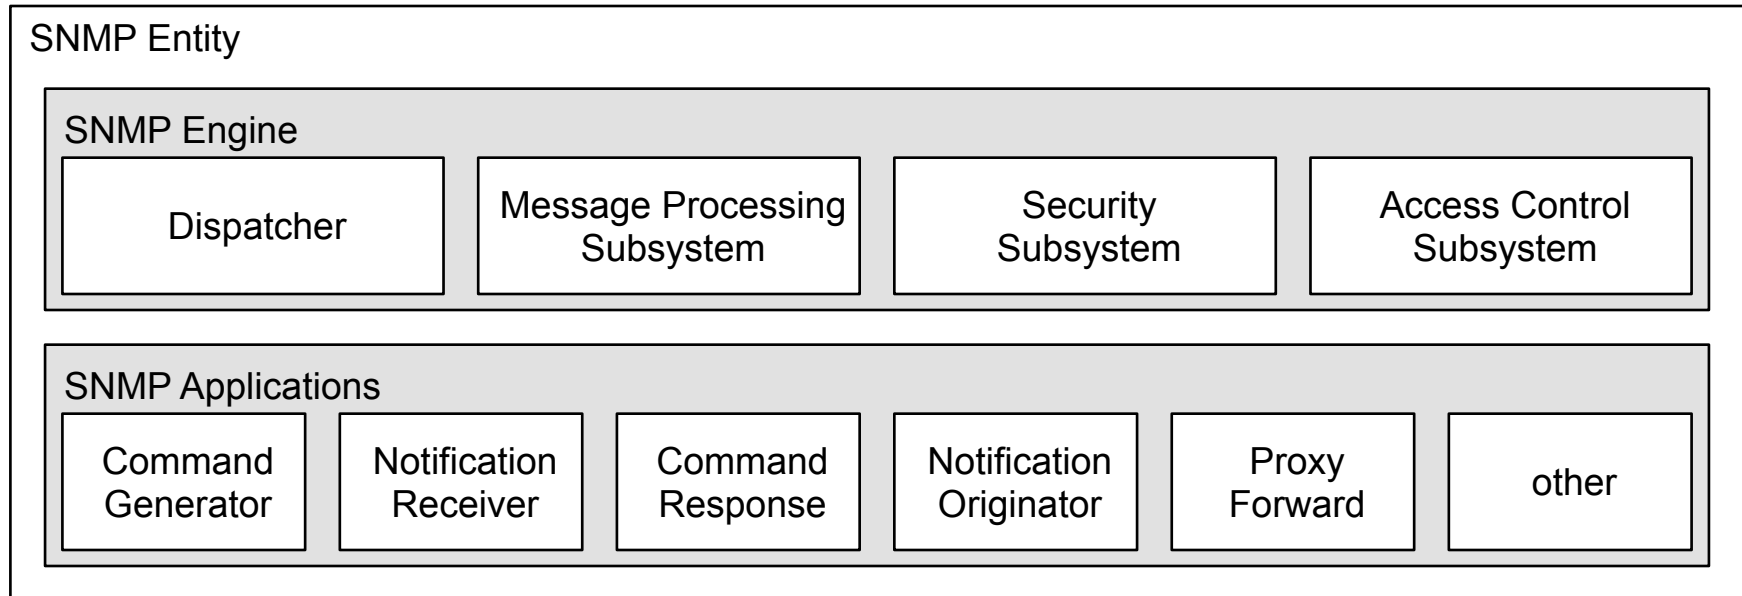 SNMP Entity
SNMP Engine
Dispatcher
Message Processing
Subsystem
Security
Subsystem
Access Control
Subsystem
SNMP Applications
Command
Generator
Notification
Receiver
Command
Response
Notification
Originator
Proxy
Forward
other